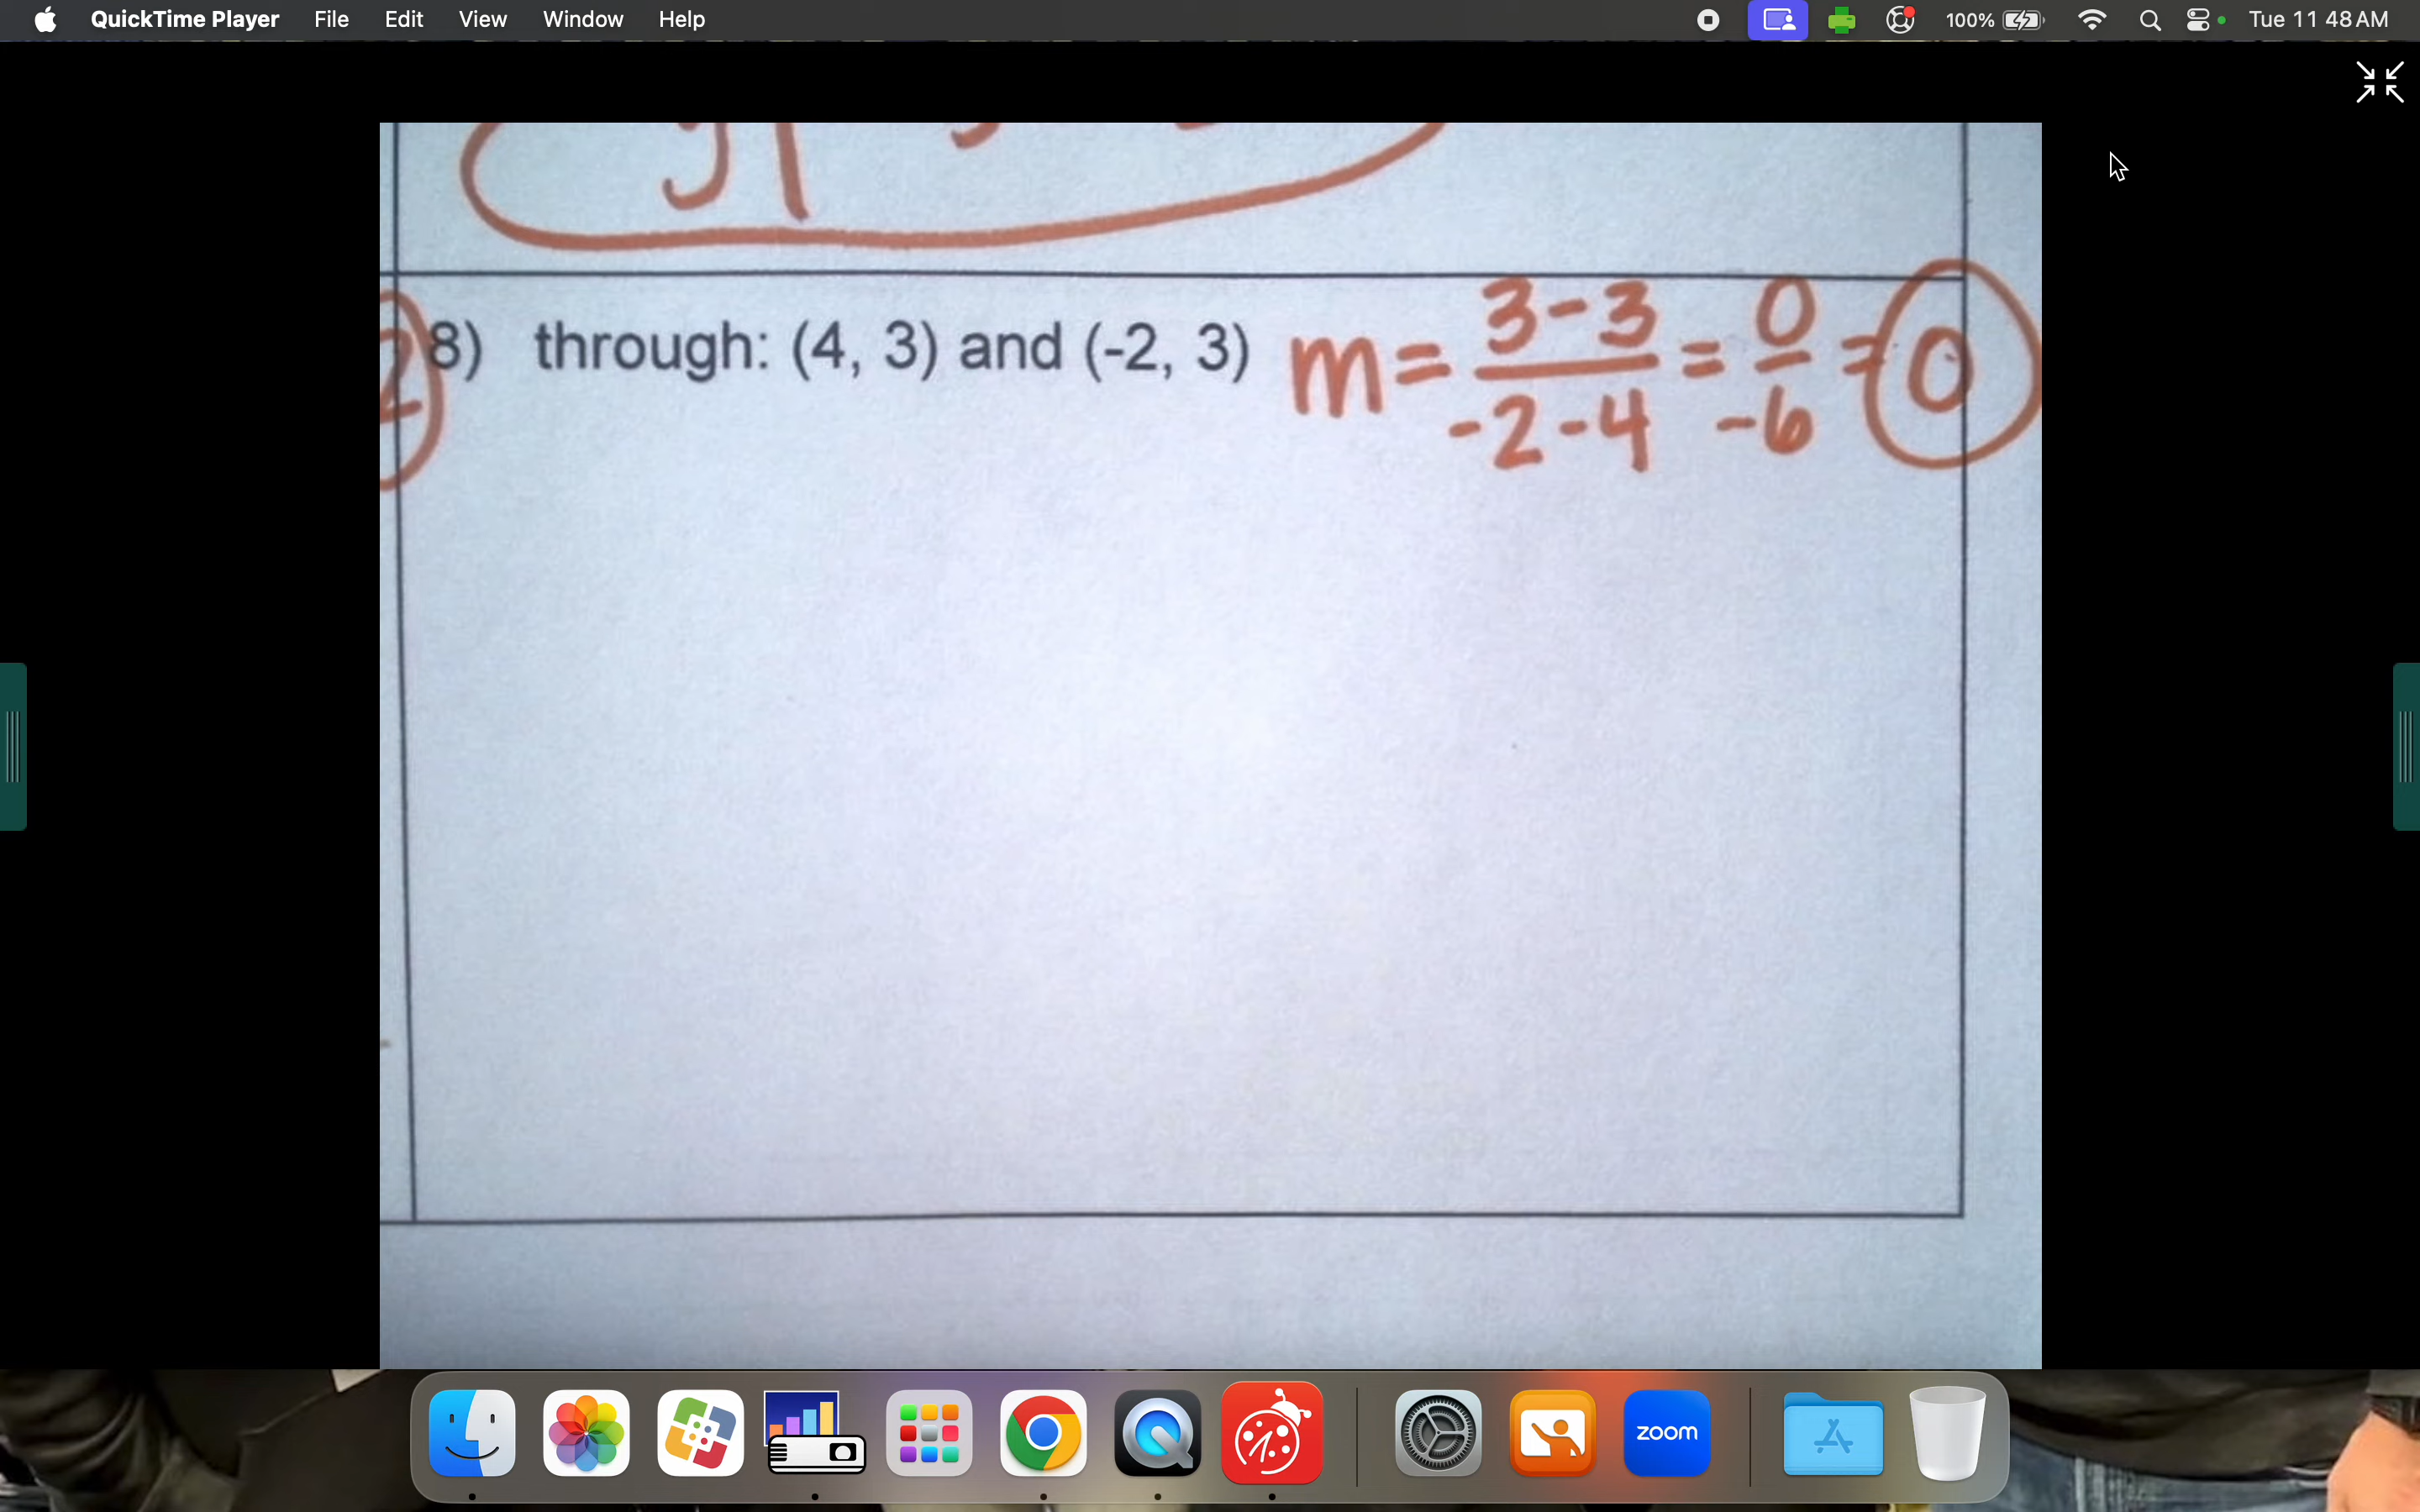 QuickTime Player File Edit View Window Help 100% Tue 11 48 AM
8) through: (4, 3) and (-2, 3) m = 3-3 / -2-4 = 0 / -6 = 0
2
zoom